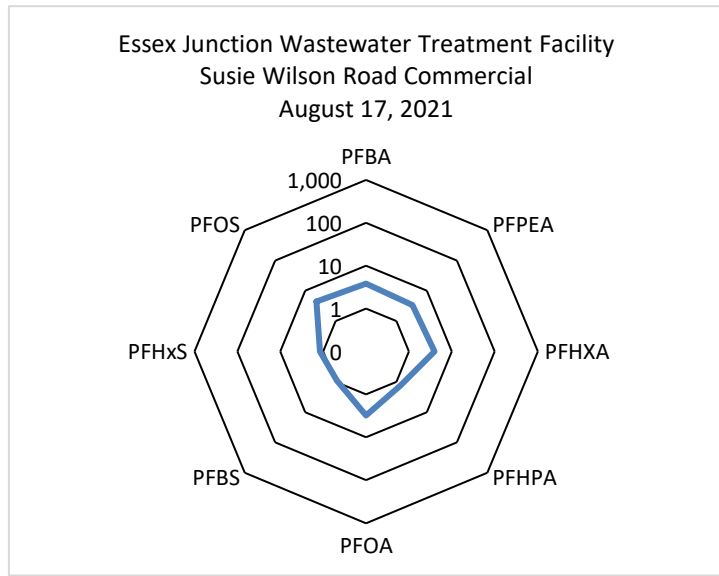 Essex Junction Wastewater Treatment Facility
Susie Wilson Road Commercial
August 17, 2021
PFBA
1,000
PFOS
PFPEA
100
10
1
PFHxS
0
PFHXA
PFBS
PFHPA
PFOA